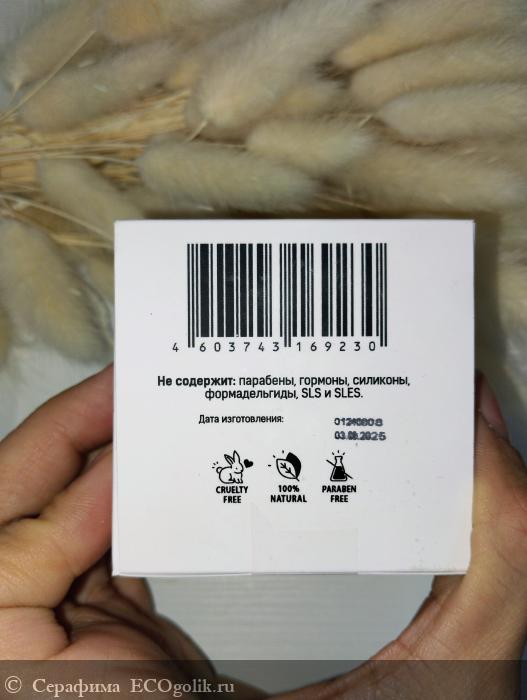 4 603743 169230
Не содержит: парабены, гормоны, силиконы,
формадельгиды, SLS и SLES.
Дата изготовления:
01240808
03.08.2025
CRUELTY
FREE
100%
NATURAL
PARABEN
FREE
© Серафима ECOgolik.ru